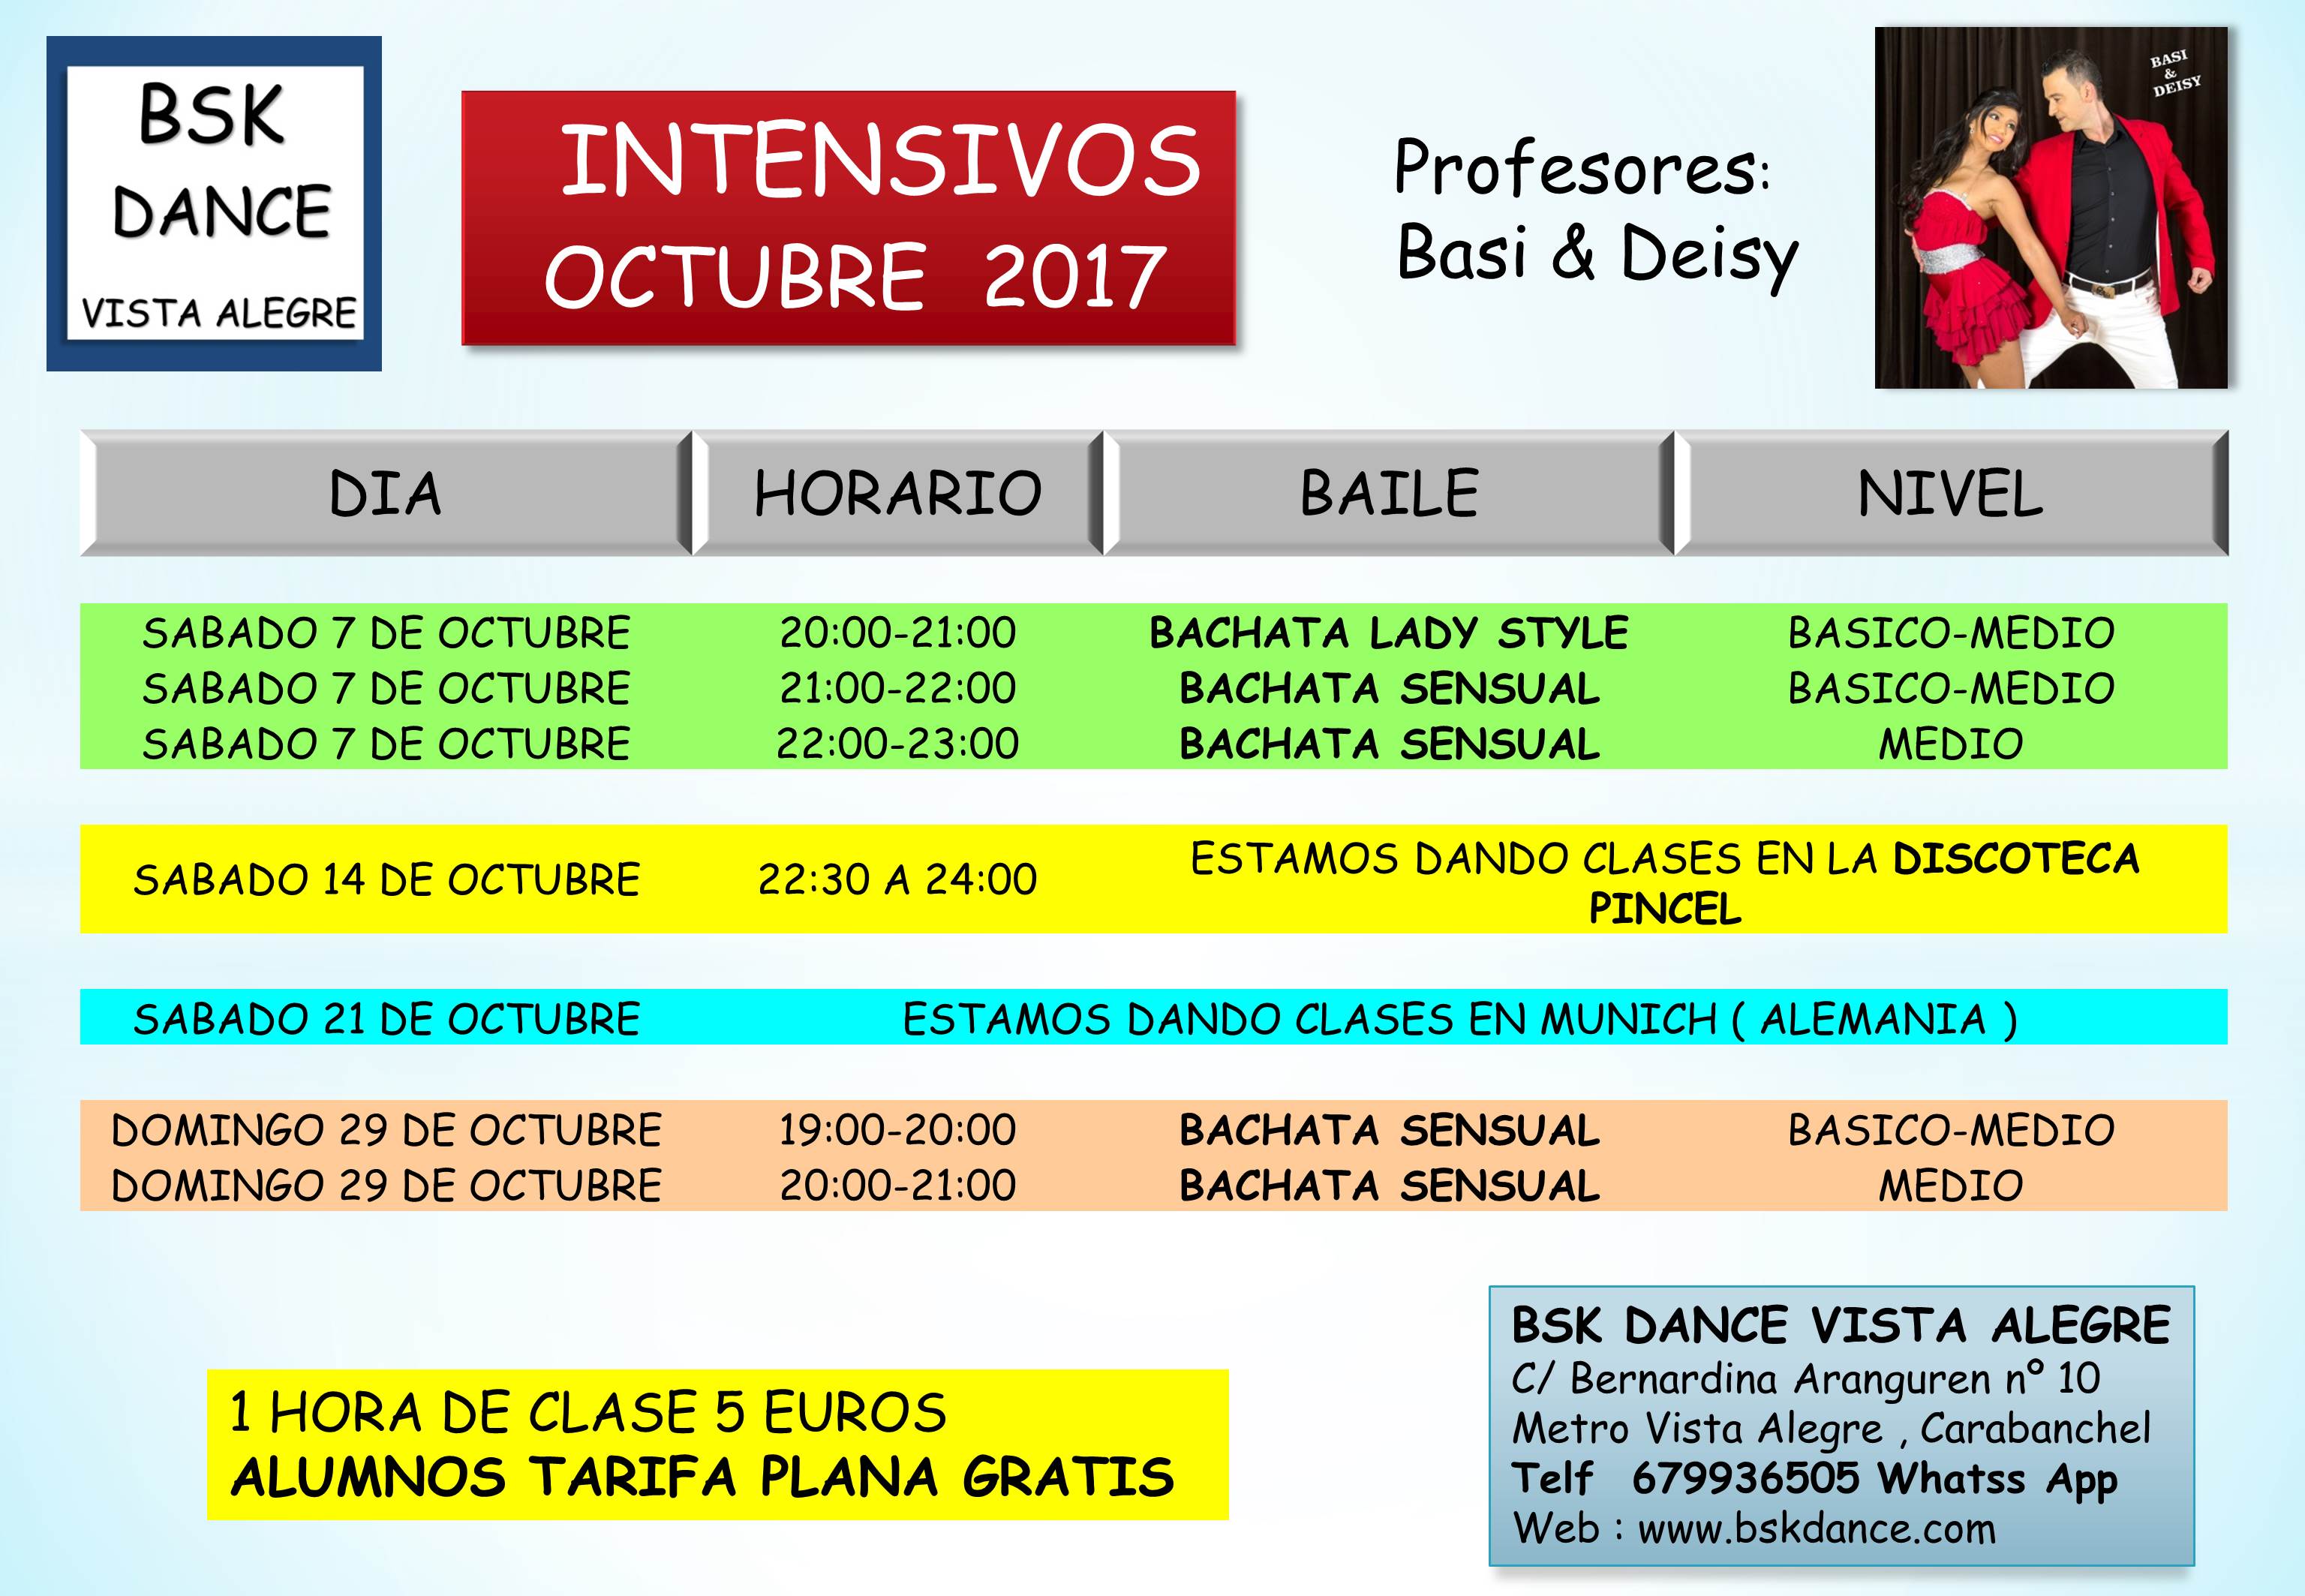 BSK
DANCE
VISTA ALEGRE
INTENSIVOS
OCTUBRE 2017
Profesores:
Basi & Deisy
BASI
&
DEISY
DIA HORARIO BAILE NIVEL
SABADO 7 DE OCTUBRE 20:00-21:00 BACHATA LADY STYLE BASICO-MEDIO
SABADO 7 DE OCTUBRE 21:00-22:00 BACHATA SENSUAL BASICO-MEDIO
SABADO 7 DE OCTUBRE 22:00-23:00 BACHATA SENSUAL MEDIO
SABADO 14 DE OCTUBRE 22:30 A 24:00 ESTAMOS DANDO CLASES EN LA DISCOTECA
PINCEL
SABADO 21 DE OCTUBRE ESTAMOS DANDO CLASES EN MUNICH ( ALEMANIA )
DOMINGO 29 DE OCTUBRE 19:00-20:00 BACHATA SENSUAL BASICO-MEDIO
DOMINGO 29 DE OCTUBRE 20:00-21:00 BACHATA SENSUAL MEDIO
1 HORA DE CLASE 5 EUROS
ALUMNOS TARIFA PLANA GRATIS
BSK DANCE VISTA ALEGRE
C/ Bernardina Aranguren nº 10
Metro Vista Alegre , Carabanchel
Telf 679936505 Whatss App
Web : www.bskdance.com